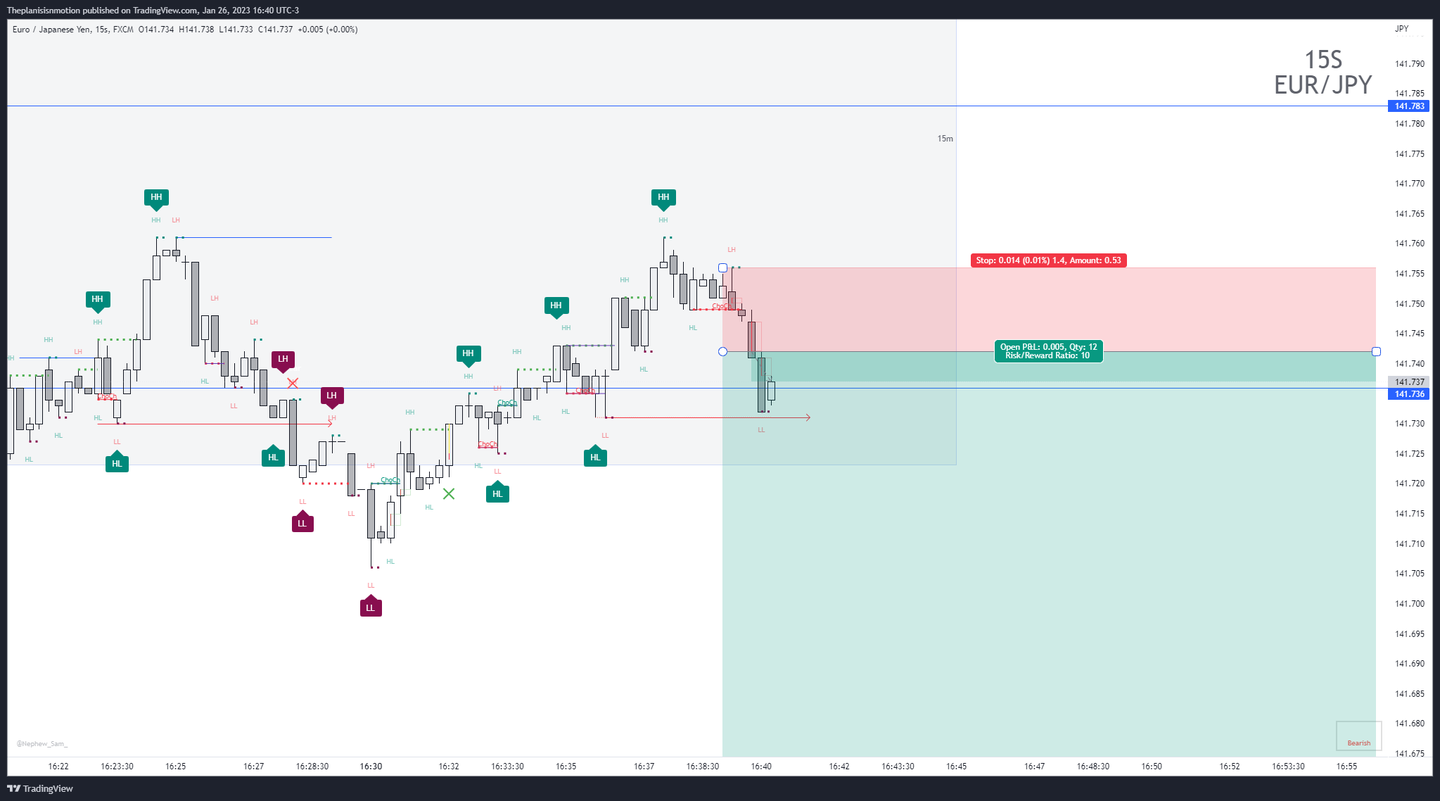 Theplanisisnmotion published on TradingView.com, Jan 26, 2023 16:40 UTC-3
Euro / Japanese Yen, 15s, FXCM O141.734 H141.738 L141.733 C141.737 +0.005 (+0.00%)
JPY
15S
EUR/JPY
141.790
141.785
141.783
141.780
141.775
141.770
141.765
141.760
141.755
141.750
141.745
141.740
141.737
141.736
141.730
141.725
141.720
141.715
141.710
141.705
141.700
141.695
141.690
141.685
141.680
141.675
15m
HH
HH
HH LH
HH
LH
Stop: 0.014 (0.01%) 1.4, Amount: 0.53
HH
HH
HH
LH
HH
ChoCh
HH
LH
HH
HH
HL
Open P&L: 0.005, Qty: 12
Risk/Reward Ratio: 10
HH
LH
HH
HH
LH
HL
HL
HH
LH
ChoCh
LH
ChoCh
ChoCh
LL
HL
LH
HH
HL
HL
LL
HL
LL
ChoCh
LL
HL
HL
HL
LH
HL
HL
LL
ChoCh
HL
LL
LL
HL
LL
LL
HL
LL
LL
@Nephew_Sam_
Bearish
16:22 16:23:30 16:25 16:27 16:28:30 16:30 16:32 16:33:30 16:35 16:37 16:38:30 16:40 16:42 16:43:30 16:45 16:47 16:48:30 16:50 16:52 16:53:30 16:55
TradingView